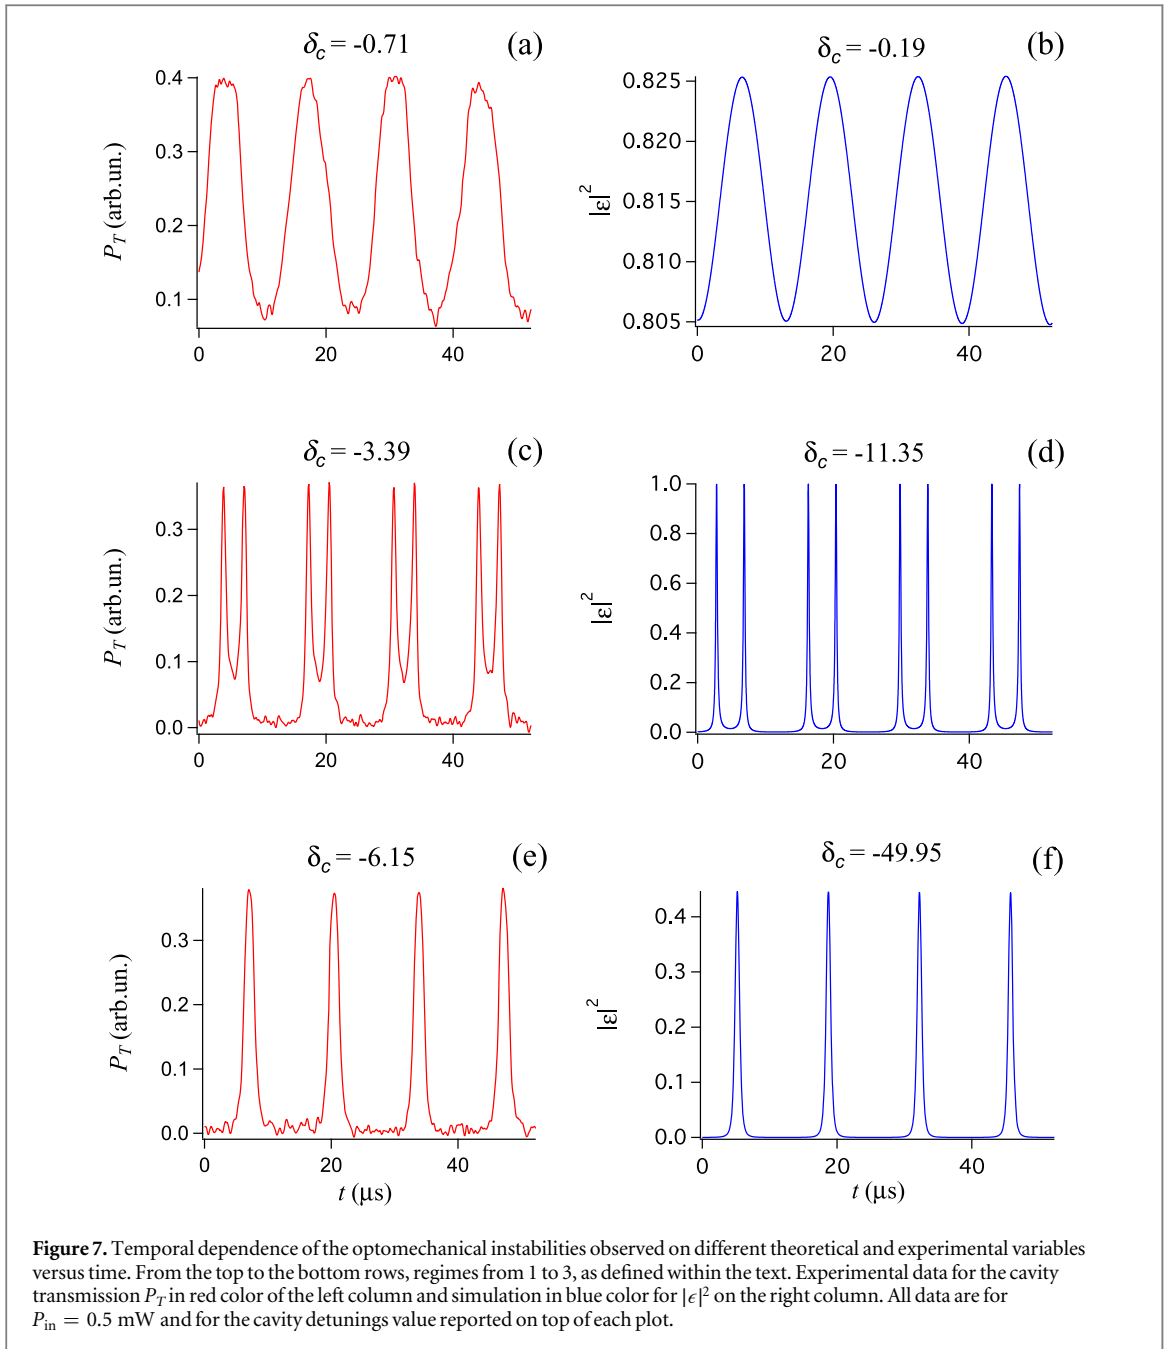 δc = -0.71 (a)
0.4
0.3
0.2
0.1
PT (arb.un.)
0 20 40
δc = -0.19 (b)
0.825
0.820
0.815
0.810
0.805
|ε|²
0 20 40
δc = -3.39 (c)
0.3
0.2
0.1
0.0
PT (arb.un.)
0 20 40
δc = -11.35 (d)
1.0
0.8
0.6
0.4
0.2
0.0
|ε|²
0 20 40
δc = -6.15 (e)
0.3
0.2
0.1
0.0
PT (arb.un.)
0 20 40
t (μs)
δc = -49.95 (f)
0.4
0.3
0.2
0.1
0.0
|ε|²
0 20 40
t (μs)
Figure 7. Temporal dependence of the optomechanical instabilities observed on different theoretical and experimental variables
versus time. From the top to the bottom rows, regimes from 1 to 3, as defined within the text. Experimental data for the cavity
transmission PT in red color of the left column and simulation in blue color for |ϵ|² on the right column. All data are for
Pin = 0.5 mW and for the cavity detunings value reported on top of each plot.